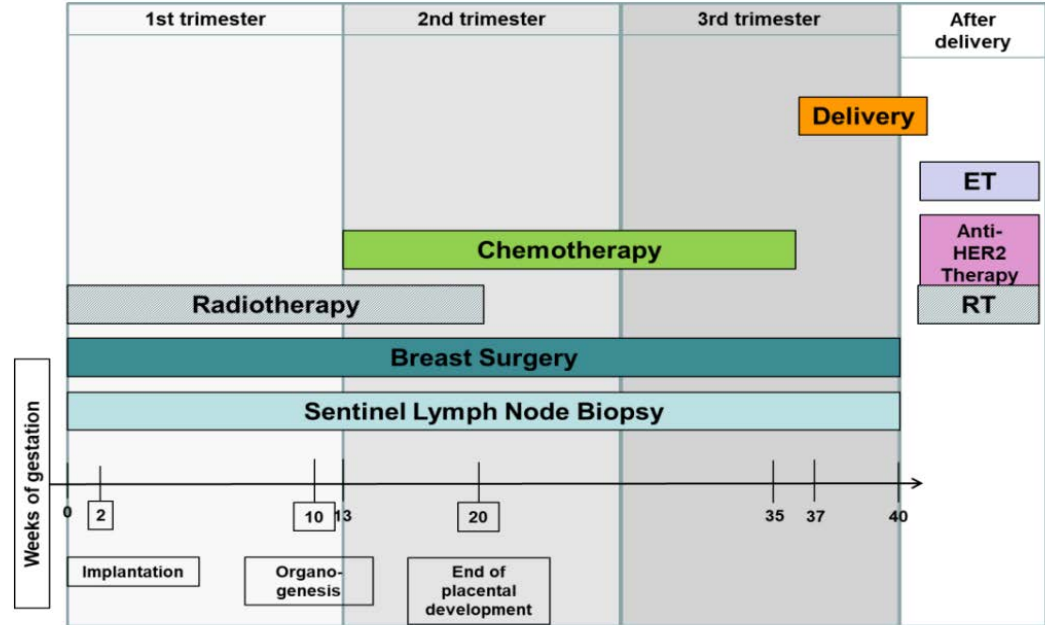 1st trimester
2nd trimester
3rd trimester
After
delivery
Delivery
ET
Chemotherapy
Anti-
HER2
Therapy
Radiotherapy
RT
Breast Surgery
Sentinel Lymph Node Biopsy
Weeks of gestation
0
2
10
13
20
35
37
40
Implantation
Organo-
genesis
End of
placental
development